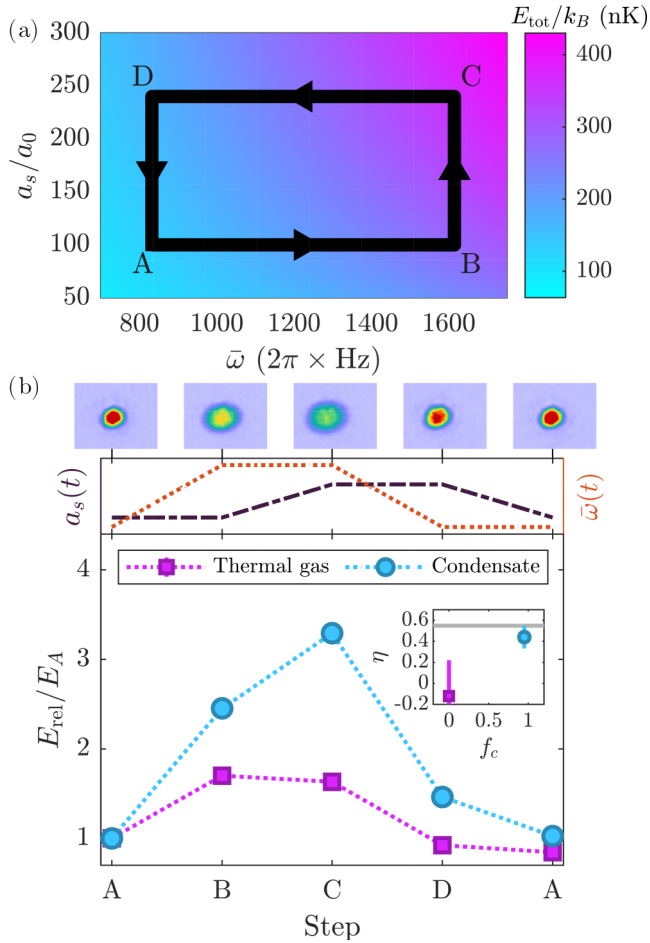 (a)
E_tot/k_B (nK)
300
250
200
150
100
50
a_s/a_0
D
C
A
B
400
300
200
100
800
1000
1200
1400
1600
ω̄ (2π × Hz)
(b)
a_s(t)
ω̄(t)
Thermal gas
Condensate
4
3
2
1
E_rel/E_A
0.6
0.4
0.2
0
-0.2
η
0
0.5
1
f_c
A
B
C
D
A
Step